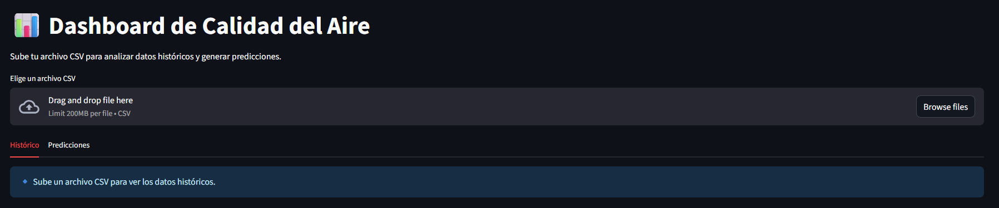 Dashboard de Calidad del Aire
Sube tu archivo CSV para analizar datos históricos y generar predicciones.
Elige un archivo CSV
Drag and drop file here
Limit 200MB per file • CSV
Browse files
Histórico
Predicciones
Sube un archivo CSV para ver los datos históricos.